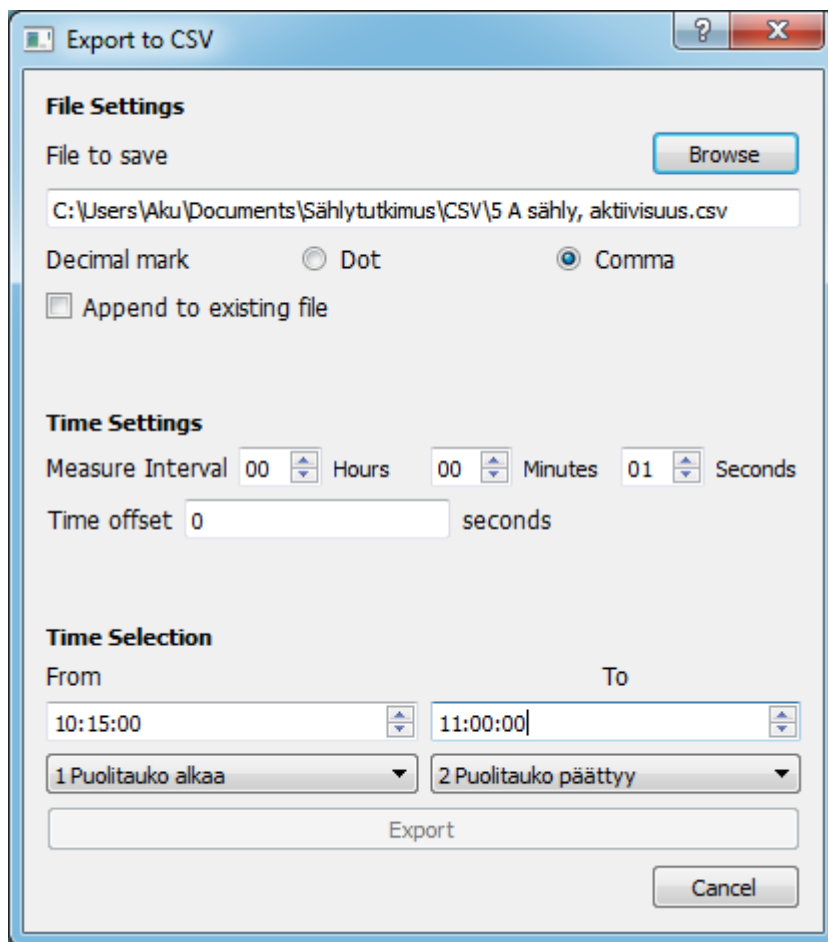 Export to CSV
File Settings
File to save
Browse
C:\Users\Aku\Documents\Sählytutkimus\CSV\5 A sähly, aktiivisuus.csv
Decimal mark Dot Comma
Append to existing file
Time Settings
Measure Interval 00 Hours 00 Minutes 01 Seconds
Time offset 0 seconds
Time Selection
From To
10:15:00 11:00:00
1 Puolitauko alkaa 2 Puolitauko päättyy
Export
Cancel